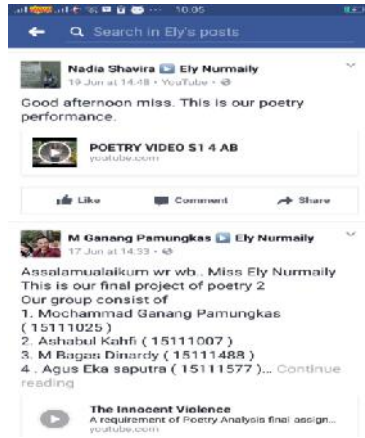 10:05
Search in Ely's posts
Nadia Shavira ▶ Ely Nurmaily
19 Jun at 14.48 • YouTube •
Good afternoon miss. This is our poetry
performance.
POETRY VIDEO S1 4 AB
youtube.com
Like Comment Share
M Ganang Pamungkas ▶ Ely Nurmaily
17 Jun at 14.33 •
Assalamualaikum wr wb.. Miss Ely Nurmaily
This is our final project of poetry 2
Our group consist of
1. Mochammad Ganang Pamungkas
( 15111025 )
2. Ashabul Kahfi ( 15111007 )
3. M Bagas Dinardy ( 15111488 )
4 . Agus Eka saputra ( 15111577 )... Continue
reading
The Innocent Violence
A requirement of Poetry Analysis final assign...
youtube.com